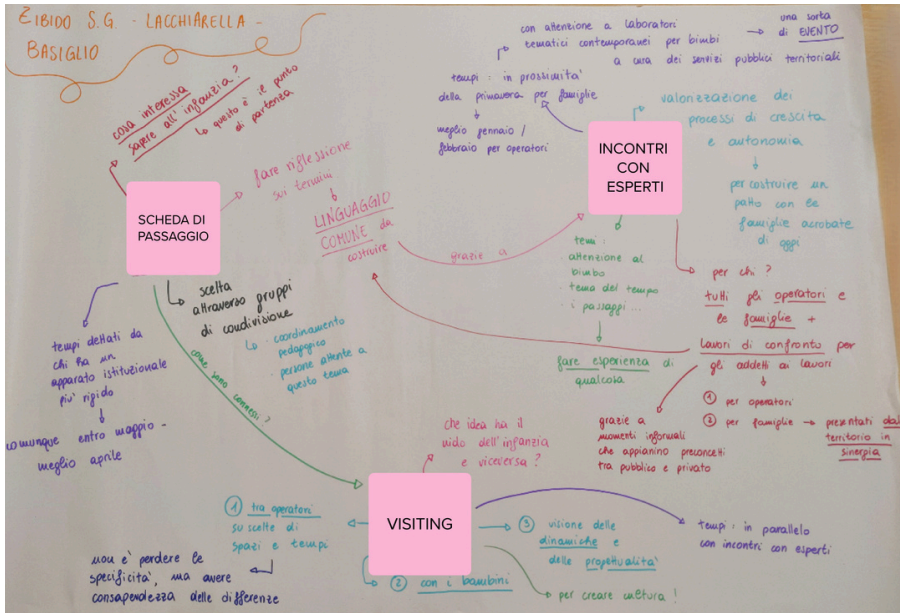 ZIBIDO S.G. - LACCHIARELLA -
BASIGLIO
cosa interessa
sapere all'infanzia?
↳ questo è il punto
di partenza
SCHEDA DI
PASSAGGIO
fare riflessione
sui termini
LINGUAGGIO
COMUNE da
costruire
grazie a
scelta
attraverso gruppi
di condivisione
↳ · coordinamento
pedagogico
· persone attente a
questo tema
tempi dettati da
chi ha un
apparato istituzionale
più rigido
comunque entro maggio -
meglio aprile
come sono connessi?
INCONTRI
CON
ESPERTI
tempi: in prossimità
della primavera per famiglie
meglio gennaio /
febbraio per operatori
con attenzione a laboratori
tematici contemporanei per bimbi
a cura dei servizi pubblici territoriali
una sorta
di EVENTO
valorizzazione dei
processi di crescita
e autonomia
per costruire un
patto con le
famiglie acrobate
di oggi
temi:
· attenzione al
bimbo
· tema del tempo
· i passaggi ...
fare esperienza di
qualcosa
per chi?
tutti gli operatori e
le famiglie +
lavori di confronto per
gli addetti ai lavori
① per operatori
② per famiglie → presentati dal
territorio in
sinergia
grazie a
momenti informali
che appianino preconcetti
tra pubblico e privato
VISITING
che idea ha il
nido dell'infanzia
e viceversa?
① tra operatori
su scelte di
spazi e tempi
non è perdere le
specificità, ma avere
consapevolezza delle differenze
② con i bambini
③ visione delle
dinamiche e
delle progettualità
per creare cultura!
tempi: in parallelo
con incontri con esperti